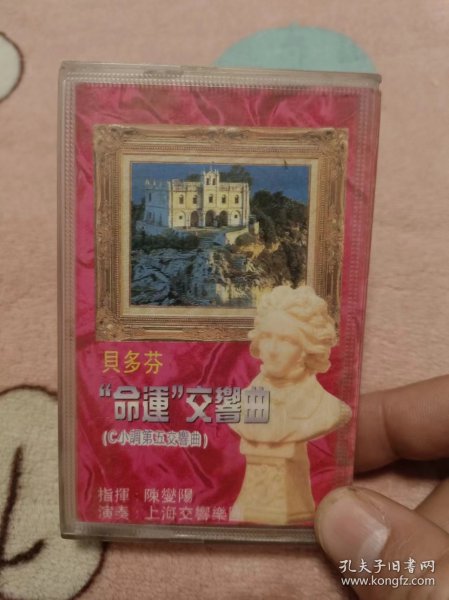 貝多芬
“命運”交響曲
(C小調第五交響曲)
指揮：陳燮陽
演奏：上海交響樂團
孔夫子旧书网
www.kongfz.com